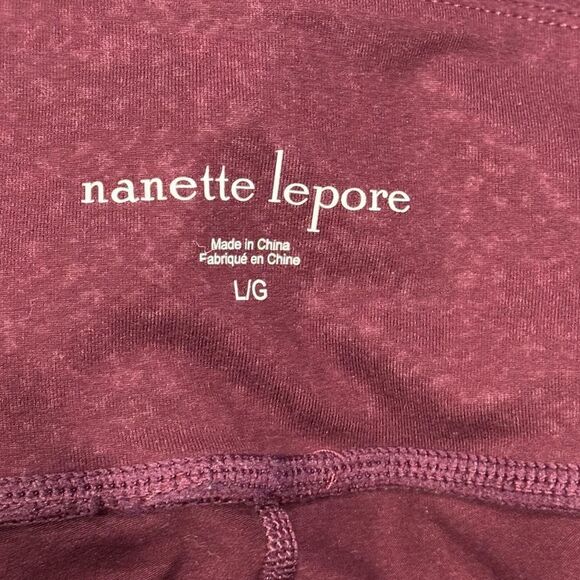 nanette lepore
Made in China
Fabriqué en Chine
L/G